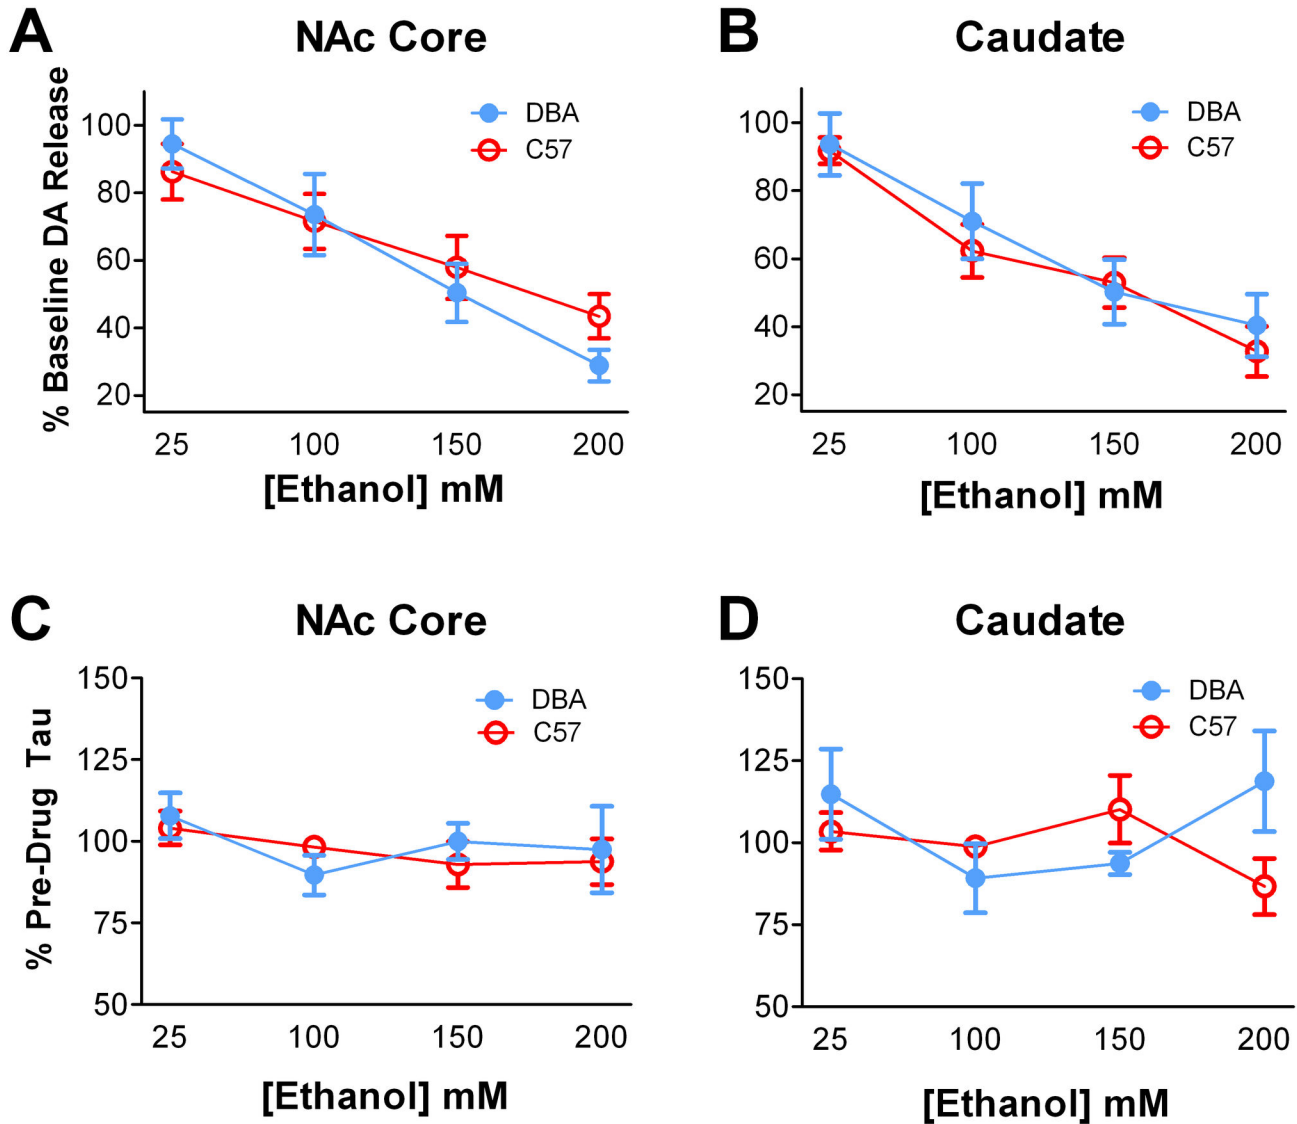 A
NAc Core
% Baseline DA Release
100
80
60
40
20
DBA
C57
25 100 150 200
[Ethanol] mM
B
Caudate
100
80
60
40
20
DBA
C57
25 100 150 200
[Ethanol] mM
C
NAc Core
% Pre-Drug Tau
150
125
100
75
50
DBA
C57
25 100 150 200
[Ethanol] mM
D
Caudate
150
125
100
75
50
DBA
C57
25 100 150 200
[Ethanol] mM